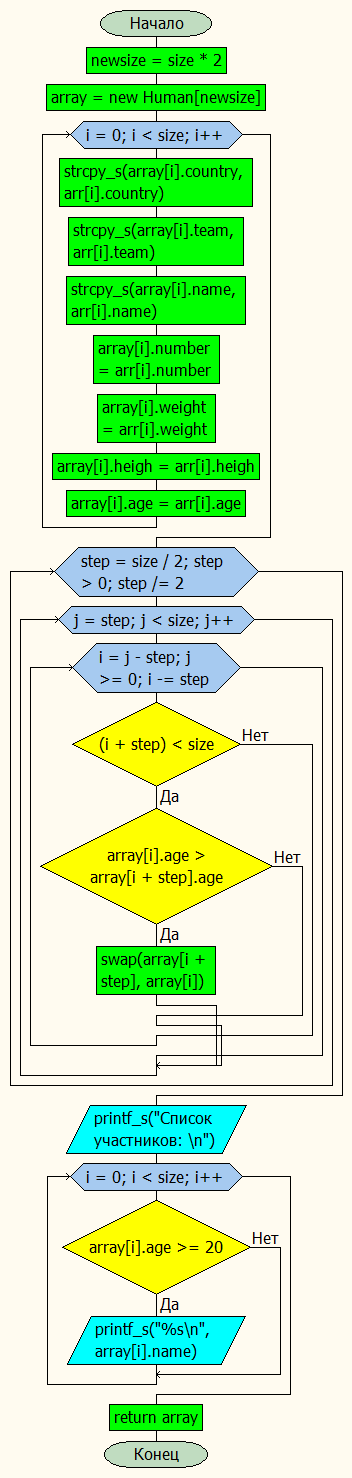 Начало
newsize = size * 2
array = new Human[newsize]
i = 0; i < size; i++
strcpy_s(array[i].country,
arr[i].country)
strcpy_s(array[i].team,
arr[i].team)
strcpy_s(array[i].name,
arr[i].name)
array[i].number
= arr[i].number
array[i].weight
= arr[i].weight
array[i].heigh = arr[i].heigh
array[i].age = arr[i].age
step = size / 2; step
> 0; step /= 2
j = step; j < size; j++
i = j - step; j
>= 0; i -= step
(i + step) < size
Нет
Да
array[i].age >
array[i + step].age
Нет
Да
swap(array[i +
step], array[i])
printf_s("Список
участников: \n")
i = 0; i < size; i++
array[i].age >= 20
Нет
Да
printf_s("%s\n",
array[i].name)
return array
Конец